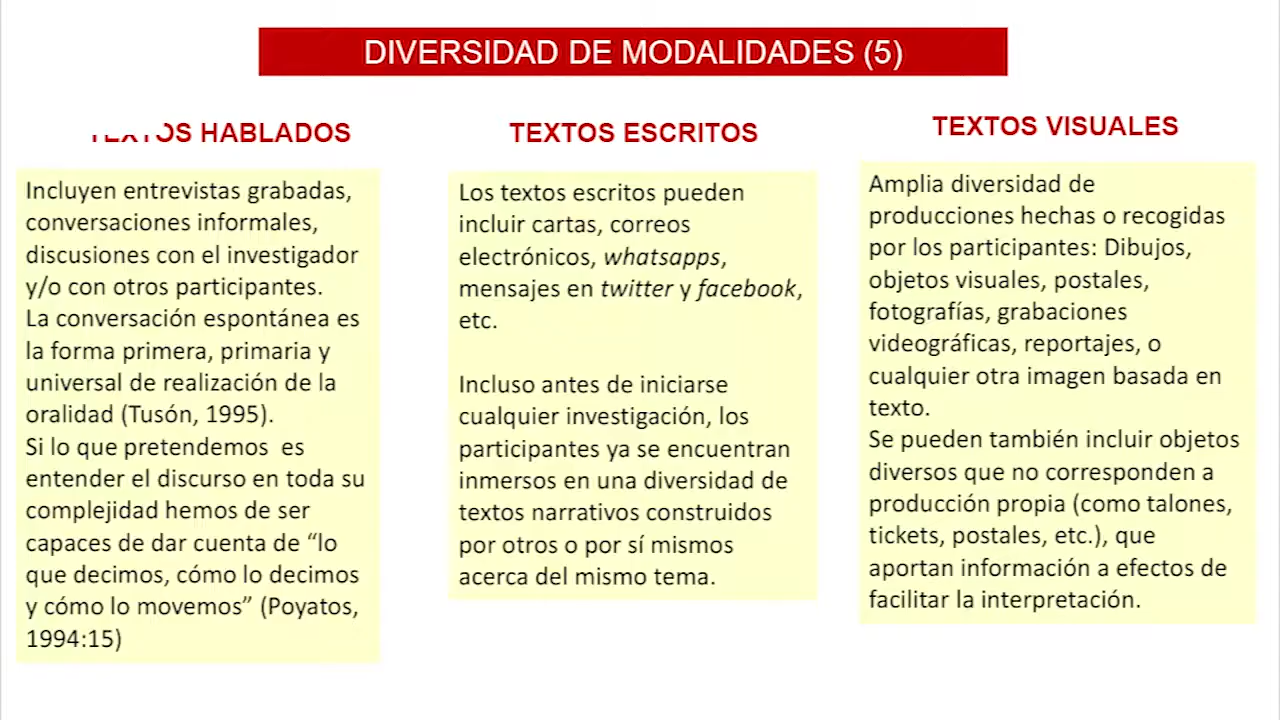 DIVERSIDAD DE MODALIDADES (5)
TEXTOS HABLADOS
Incluyen entrevistas grabadas,
conversaciones informales,
discusiones con el investigador
y/o con otros participantes.
La conversación espontánea es
la forma primera, primaria y
universal de realización de la
oralidad (Tusón, 1995).
Si lo que pretendemos  es
entender el discurso en toda su
complejidad hemos de ser
capaces de dar cuenta de “lo
que decimos, cómo lo decimos
y cómo lo movemos” (Poyatos,
1994:15)
TEXTOS ESCRITOS
Los textos escritos pueden
incluir cartas, correos
electrónicos, whatsapps,
mensajes en twitter y facebook,
etc.
Incluso antes de iniciarse
cualquier investigación, los
participantes ya se encuentran
inmersos en una diversidad de
textos narrativos construidos
por otros o por sí mismos
acerca del mismo tema.
TEXTOS VISUALES
Amplia diversidad de
producciones hechas o recogidas
por los participantes: Dibujos,
objetos visuales, postales,
fotografías, grabaciones
videográficas, reportajes, o
cualquier otra imagen basada en
texto.
Se pueden también incluir objetos
diversos que no corresponden a
producción propia (como talones,
tickets, postales, etc.), que
aportan información a efectos de
facilitar la interpretación.